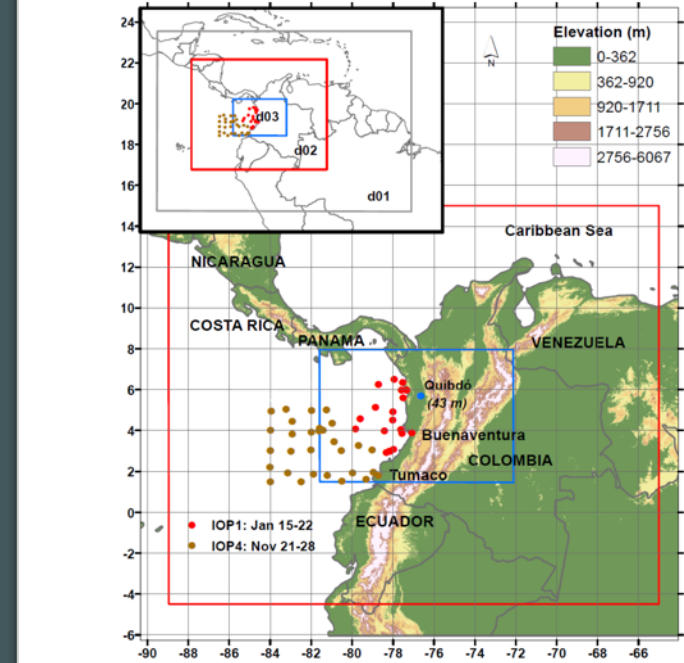 24
22
20
18
16
14
12
10
8
6
4
2
0
-2
-4
-6
d03
d02
d01
N
Elevation (m)
0-362
362-920
920-1711
1711-2756
2756-6067
Caribbean Sea
NICARAGUA
COSTA RICA
PANAMA
VENEZUELA
Quibdó
(43 m)
Buenaventura
COLOMBIA
Tumaco
ECUADOR
IOP1: Jan 15-22
IOP4: Nov 21-28
-90 -88 -86 -84 -82 -80 -78 -76 -74 -72 -70 -68 -66